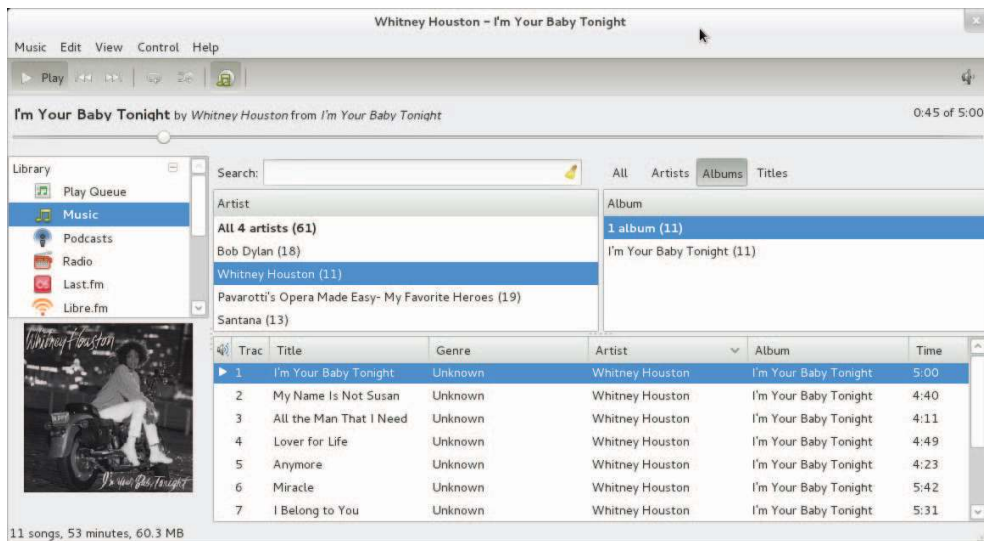 Whitney Houston – I'm Your Baby Tonight
Music Edit View Control Help
Play
I'm Your Baby Tonight by Whitney Houston from I'm Your Baby Tonight 0:45 of 5:00
Library
Play Queue
Music
Podcasts
Radio
Last.fm
Libre.fm
Search:
All Artists Albums Titles
Artist
All 4 artists (61)
Bob Dylan (18)
Whitney Houston (11)
Pavarotti's Opera Made Easy- My Favorite Heroes (19)
Santana (13)
Album
1 album (11)
I'm Your Baby Tonight (11)
Whitney Houston
I'm Your Baby Tonight
Trac Title Genre Artist Album Time
1 I'm Your Baby Tonight Unknown Whitney Houston I'm Your Baby Tonight 5:00
2 My Name Is Not Susan Unknown Whitney Houston I'm Your Baby Tonight 4:40
3 All the Man That I Need Unknown Whitney Houston I'm Your Baby Tonight 4:11
4 Lover for Life Unknown Whitney Houston I'm Your Baby Tonight 4:49
5 Anymore Unknown Whitney Houston I'm Your Baby Tonight 4:23
6 Miracle Unknown Whitney Houston I'm Your Baby Tonight 5:42
7 I Belong to You Unknown Whitney Houston I'm Your Baby Tonight 5:31
11 songs, 53 minutes, 60.3 MB